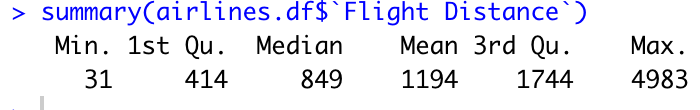 > summary(airlines.df$`Flight Distance`)
Min. 1st Qu. Median Mean 3rd Qu. Max.
31 414 849 1194 1744 4983